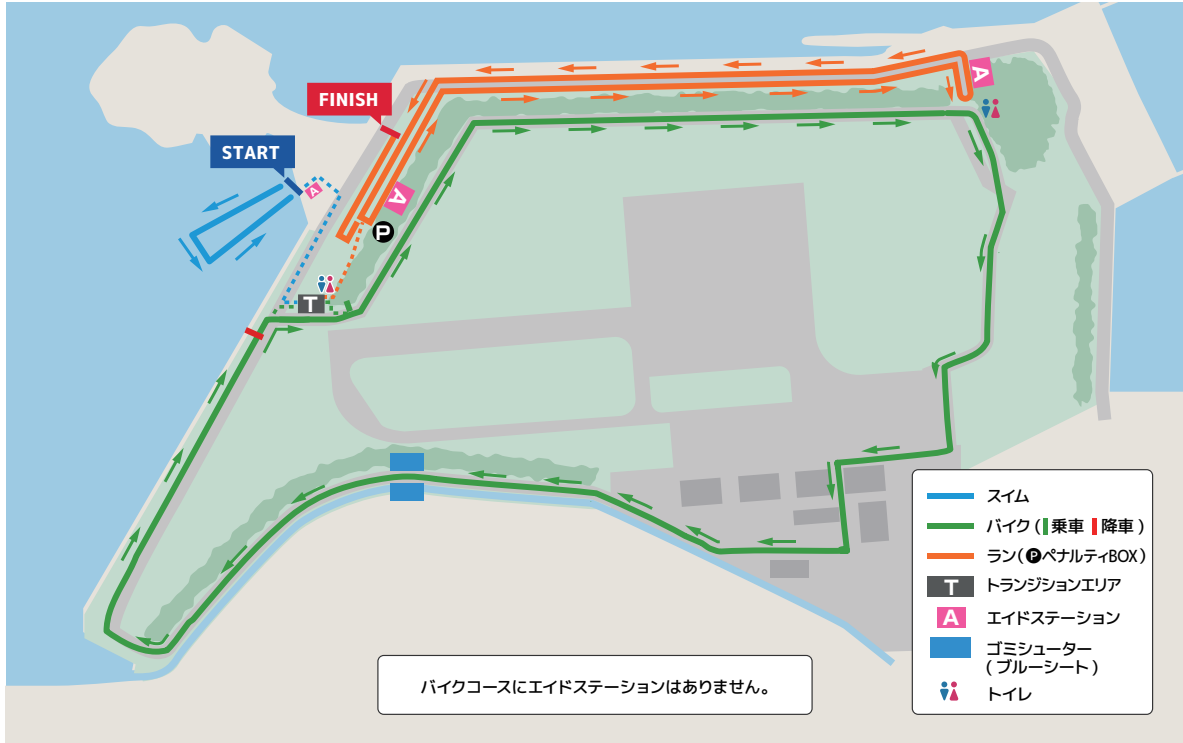 FINISH
A
START
A
A
P
T
スイム
バイク (乗車 降車)
ラン(PペナルティBOX)
T トランジションエリア
A エイドステーション
ゴミシューター
(ブルーシート)
トイレ
バイクコースにエイドステーションはありません。